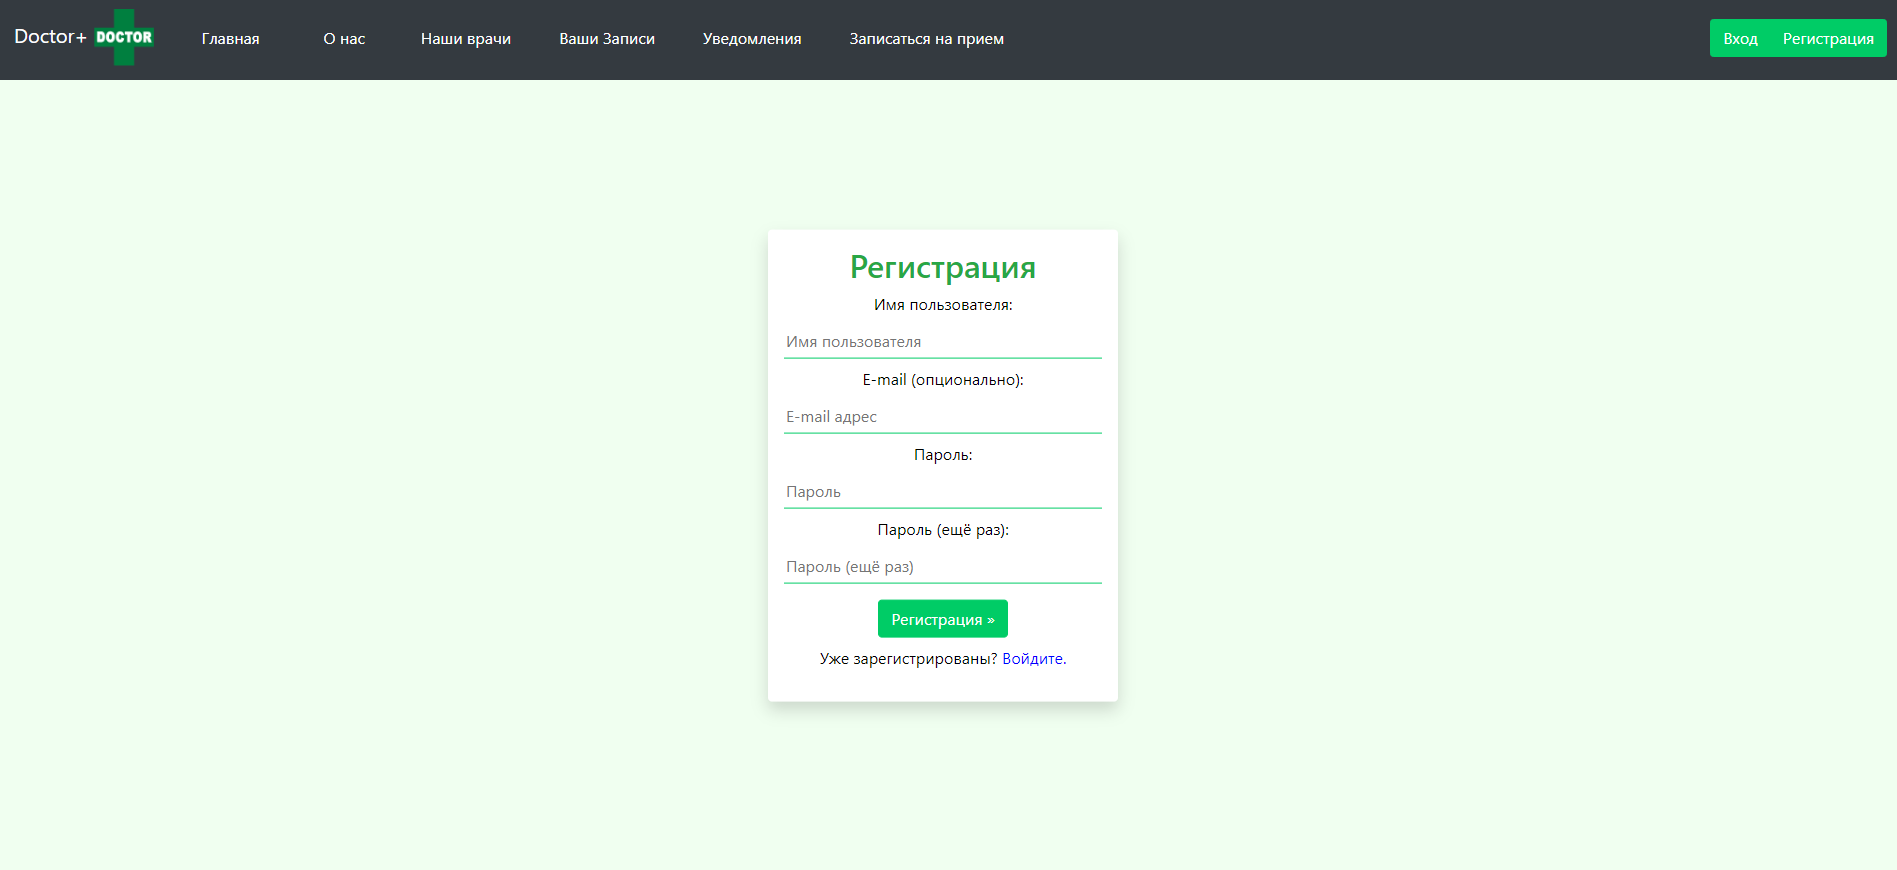 Doctor+ DOCTOR Главная О нас Наши врачи Ваши Записи Уведомления Записаться на прием Вход Регистрация
Регистрация
Имя пользователя:
Имя пользователя
E-mail (опционально):
E-mail адрес
Пароль:
Пароль
Пароль (ещё раз):
Пароль (ещё раз)
Регистрация »
Уже зарегистрированы? Войдите.